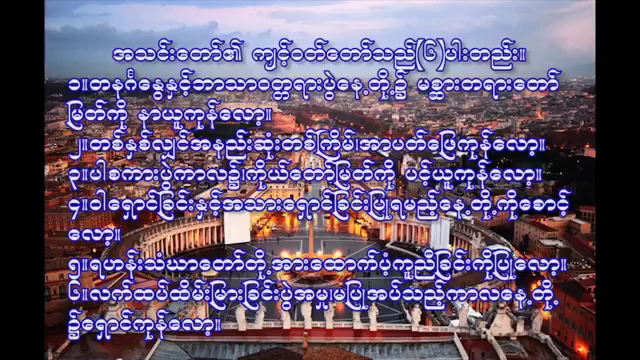 အသင်းတော်၏ ကျင့်ဝတ်တော်သည်(၆)ပါးတည်း။
၁။တနင်္ဂနွေနှင့်ဘာသာဝတ္တရားပွဲနေ့တို့၌ မစ္ဆားတရားတော်
မြတ်ကို နာယူကုန်လော့။
၂။တစ်နှစ်လျှင်အနည်းဆုံးတစ်ကြိမ်၊အာပတ်ဖြေကုန်လော့။
၃။ပါစကားပွဲကာလ၌၊ကိုယ်တော်မြတ်ကို ပင့်ယူကုန်လော့။
၄။ဝါရှောင်ခြင်းနှင့်အသားရှောင်ခြင်းပြုရမည့်နေ့တို့ကိုစောင့်
လော့။
၅။ရဟန်းသံဃာတော်တို့အားထောက်ပံ့ကူညီခြင်းကိုပြုလော့။
၆။လက်ထပ်ထိမ်းမြားခြင်းပွဲအမှု၊မပြုအပ်သည့်ကာလနေ့တို့
၌ရှောင်ကုန်လော့။